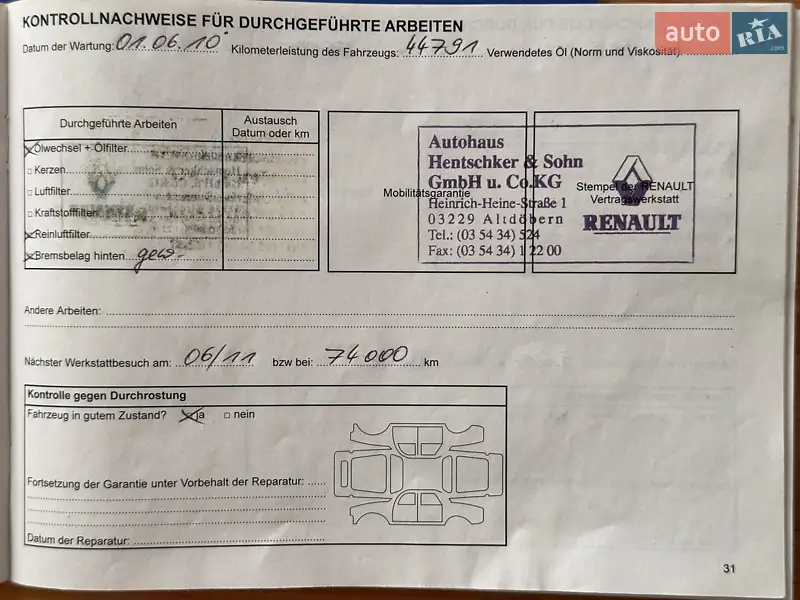 KONTROLLNACHWEISE FÜR DURCHGEFÜHRTE ARBEITEN
auto RIA .com
Datum der Wartung: 01.06.10 Kilometerleistung des Fahrzeugs: 44791 Verwendetes Öl (Norm und Viskosität):
Durchgeführte Arbeiten
Austausch
Datum oder km
Ölwechsel + Ölfilter
Kerzen
Luftfilter
Kraftstofffilter
Reinluftfilter
Bremsbelag hinten gew.
Mobilitätsgarantie
Autohaus
Hentschker & Sohn
GmbH u. Co.KG
Heinrich-Heine-Straße 1
03229 Altdöbern
Tel.: (03 54 34) 524
Fax: (03 54 34) 1 22 00
Stempel der RENAULT
Vertragswerkstatt
RENAULT
Andere Arbeiten:
Nächster Werkstattbesuch am: 06/11 bzw bei: 74000 km
Kontrolle gegen Durchrostung
Fahrzeug in gutem Zustand? ja nein
Fortsetzung der Garantie unter Vorbehalt der Reparatur:
Datum der Reparatur:
31